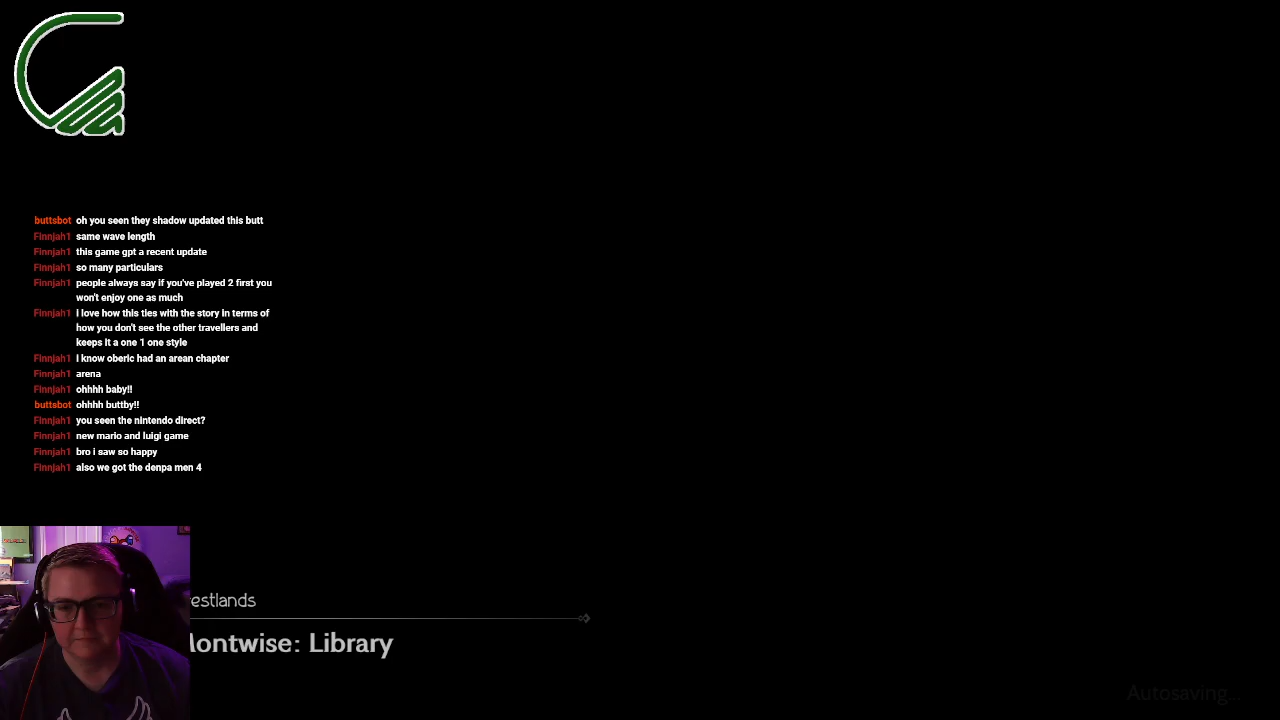 buttsbot oh you seen they shadow updated this butt
Finnjah1 same wave length
Finnjah1 this game gpt a recent update
Finnjah1 so many particulars
Finnjah1 people always say if you've played 2 first you
won't enjoy one as much
Finnjah1 i love how this ties with the story in terms of
how you don't see the other travellers and
keeps it a one 1 one style
Finnjah1 i know oberic had an arean chapter
Finnjah1 arena
Finnjah1 ohhhh baby!!
buttsbot ohhhh buttby!!
Finnjah1 you seen the nintendo direct?
Finnjah1 new mario and luigi game
Finnjah1 bro i saw so happy
Finnjah1 also we got the denpa men 4
estlands
ontwise: Library
Autosaving...